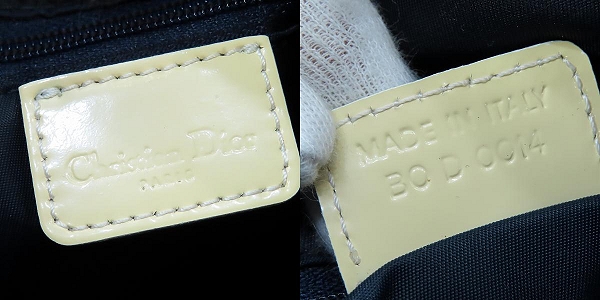 Christian Dior
PARIS
MADE IN ITALY
BO D-0014